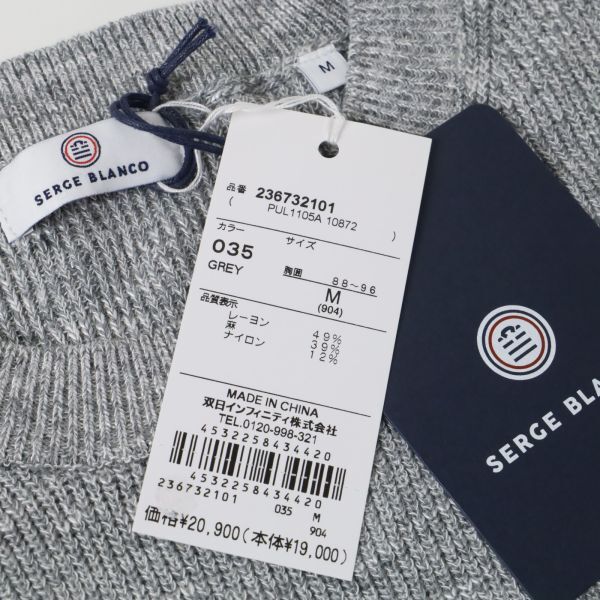 M
SERGE BLANCO
品番 236732101
( PUL1105A 10872 )
カラー サイズ
035
GREY
胸囲 88~96
M
(904)
品質表示
レーヨン 49%
麻 39%
ナイロン 12%
MADE IN CHINA
双日インフィニティ株式会社
TEL.0120-998-321
4532258434420
4532258434420
236732101 035 M
904
価格¥20,900(本体¥19,000)
SERGE BLA